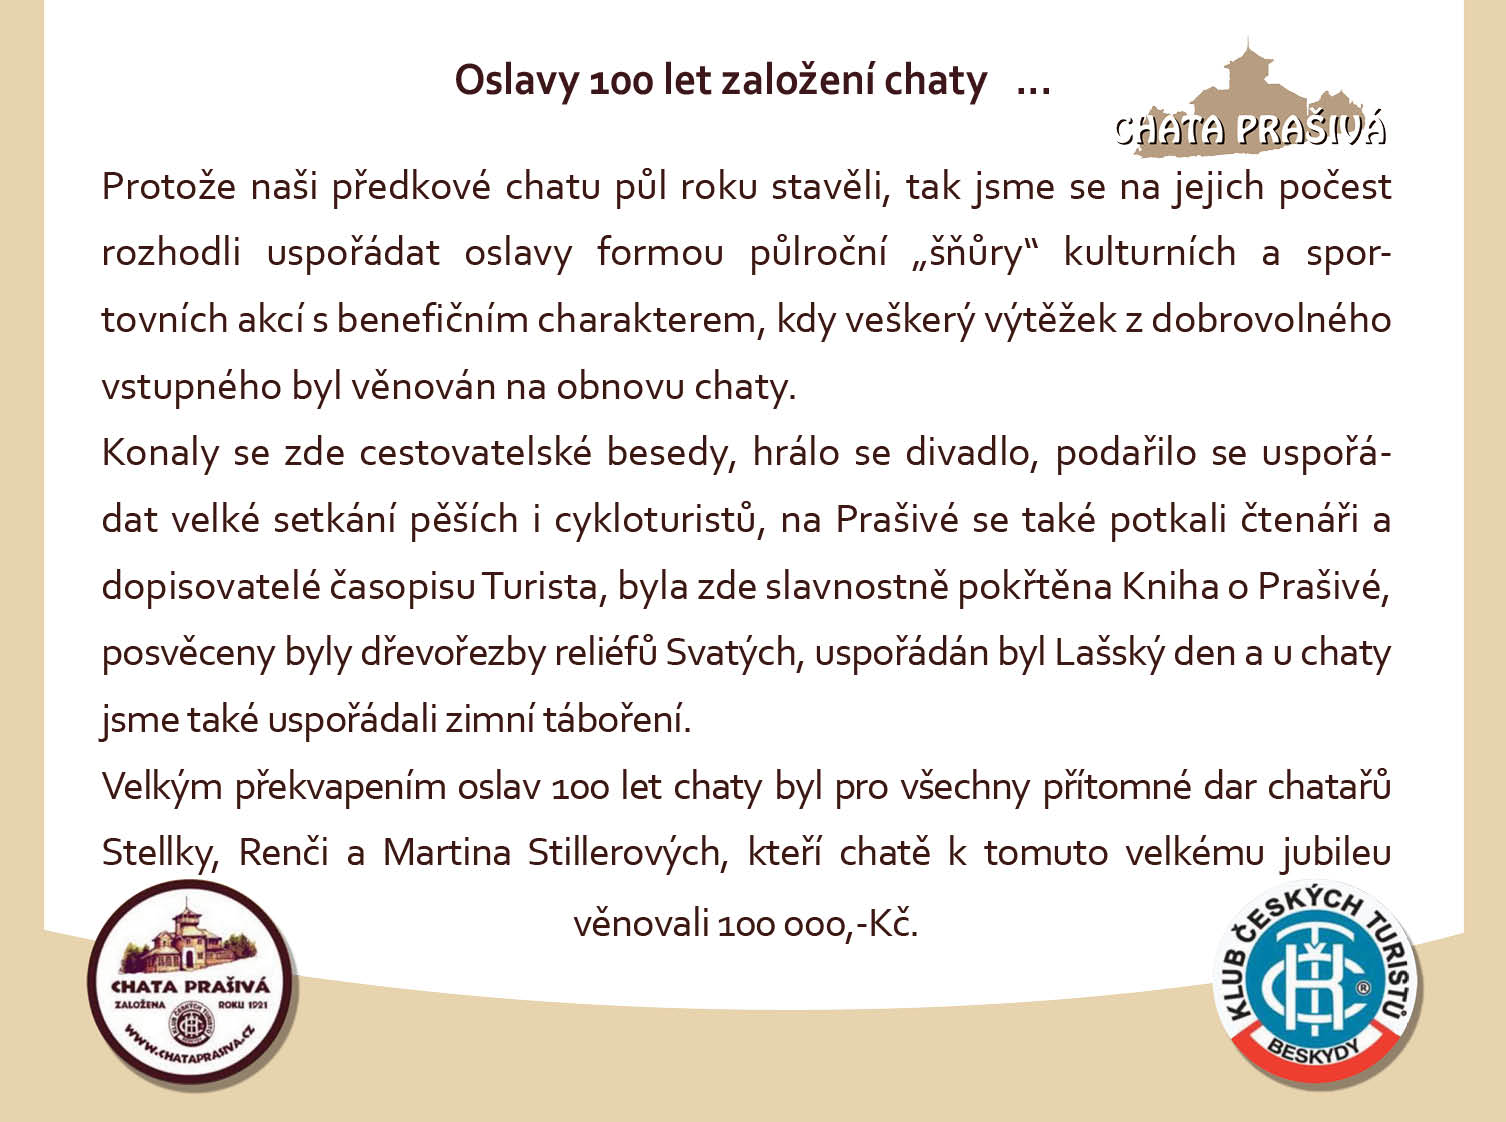 Oslavy 100 let založení chaty ...
CHATA PRAŠIVÁ
Protože naši předkové chatu půl roku stavěli, tak jsme se na jejich počest
rozhodli uspořádat oslavy formou půlroční „šňůry“ kulturních a spor-
tovních akcí s benefičním charakterem, kdy veškerý výtěžek z dobrovolného
vstupného byl věnován na obnovu chaty.
Konaly se zde cestovatelské besedy, hrálo se divadlo, podařilo se uspořá-
dat velké setkání pěších i cykloturistů, na Prašivé se také potkali čtenáři a
dopisovatelé časopisu Turista, byla zde slavnostně pokřtěna Kniha o Prašivé,
posvěceny byly dřevořezby reliéfů Svatých, uspořádán byl Lašský den a u chaty
jsme také uspořádali zimní táboření.
Velkým překvapením oslav 100 let chaty byl pro všechny přítomné dar chatařů
Stellky, Renči a Martina Stillerových, kteří chatě k tomuto velkému jubileu
věnovali 100 000,-Kč.
CHATA PRAŠIVÁ
ZALOŽENA ROKU 1921
KLUB ČESKÝCH TURISTŮ
WWW.CHATAPRASIVA.CZ
KLUB ČESKÝCH TURISTŮ
KČT ®
BESKYDY